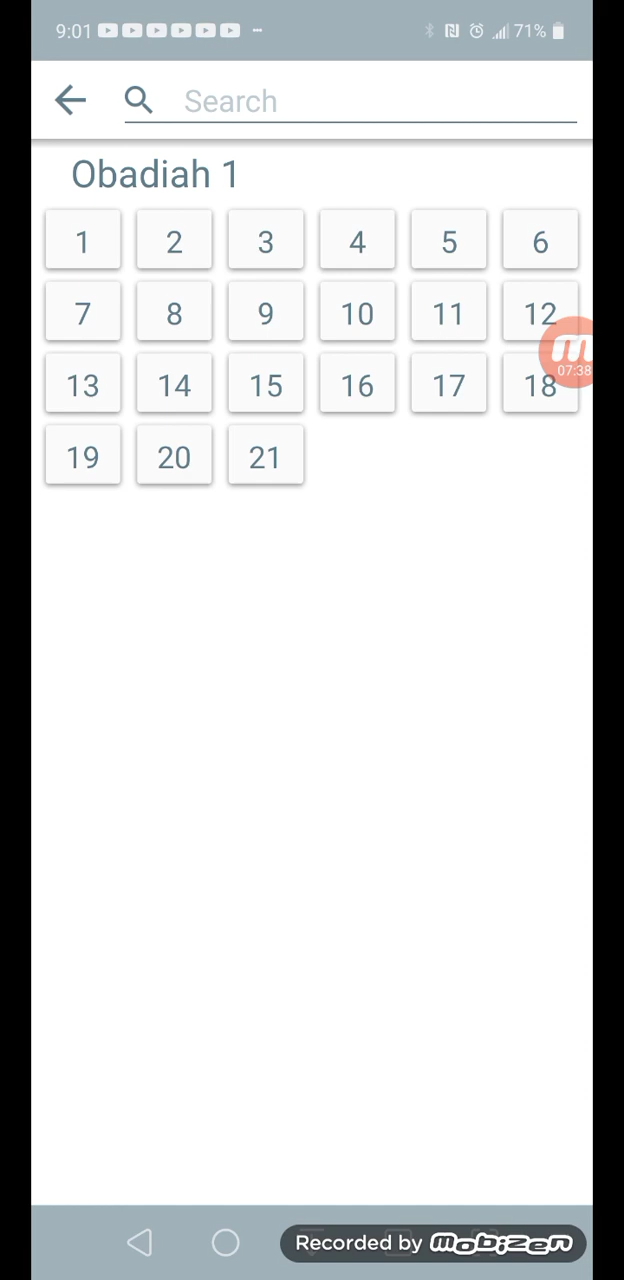 9:01 71%
Search
Obadiah 1
1 2 3 4 5 6
7 8 9 10 11 12
m
07:38
13 14 15 16 17 18
19 20 21
Recorded by mobizen